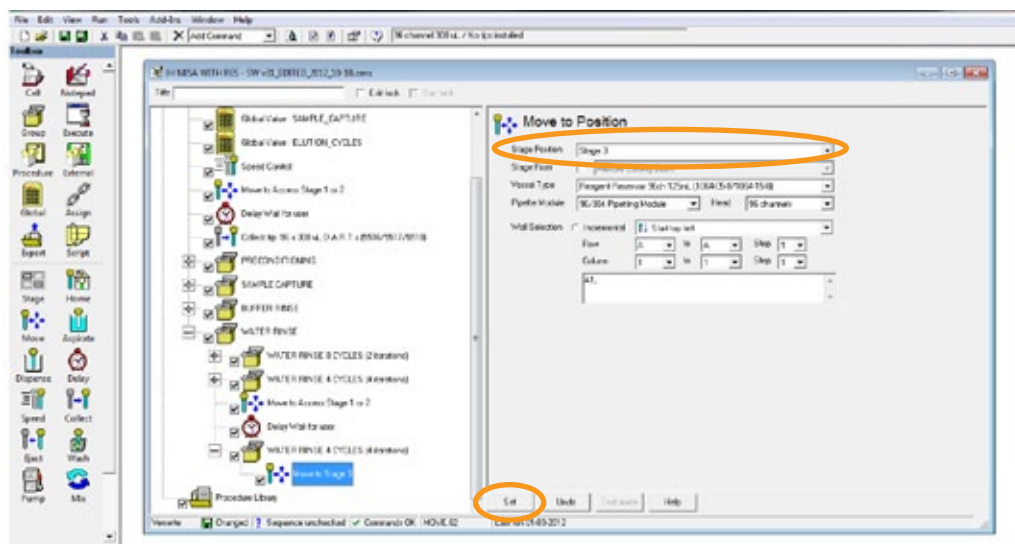 File Edit View Run Tools Add-Ins Window Help
Add Command
96 channel 300 uL / No tips installed
Toolbox
Call Notepad
Group Execute
Procedure External
Global Assign
Export Script
Stage Home
Move Aspirate
Dispense Delay
Speed Collect
Eject Wash
Pump Mix
Title
Global Value: SAMPLE_CAPTURE
Global Value: ELUTION_CYCLES
Speed Control
Move to Access Stage 1 or 2
Delay Wait for user
PRECONDITIONING
SAMPLE CAPTURE
BUFFER RINSE
WATER RINSE
WATER RINSE 8 CYCLES (2 iterations)
WATER RINSE 4 CYCLES (4 iterations)
Move to Access Stage 1 or 2
Delay Wait for user
WATER RINSE 4 CYCLES (4 iterations)
Move to Stage 3
Procedure Library
Move to Position
Stage Position Stage 3
Stage From
Vessel Type
Pipette Module 96/384 Pipetting Module Head 96 channels
Well Selection Incremental Start top left
Row A to A Step 1
Column 1 to 1 Step 1
A1,
Set Undo Help
Versette Changed Sequence unchecked Commands OK MOVE.62